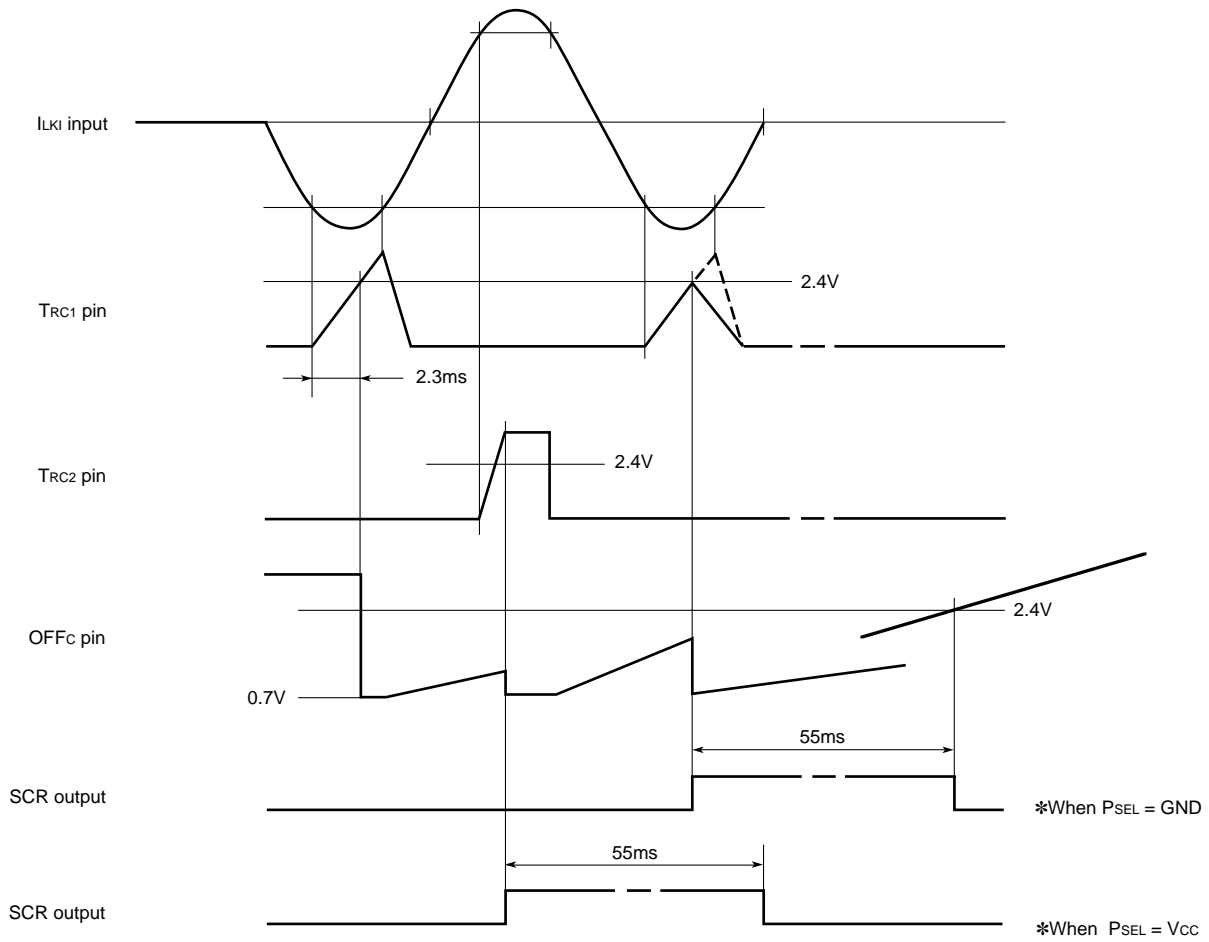 ILKI input
2.4V
TRC1 pin
2.3ms
2.4V
TRC2 pin
2.4V
OFFC pin
0.7V
55ms
SCR output
✽When PSEL = GND
55ms
SCR output
✽When PSEL = VCC